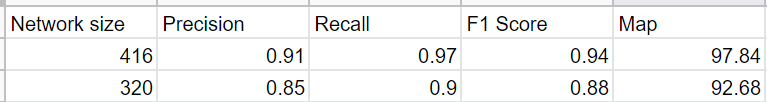 Network size Precision Recall F1 Score Map
416 0.91 0.97 0.94 97.84
320 0.85 0.9 0.88 92.68